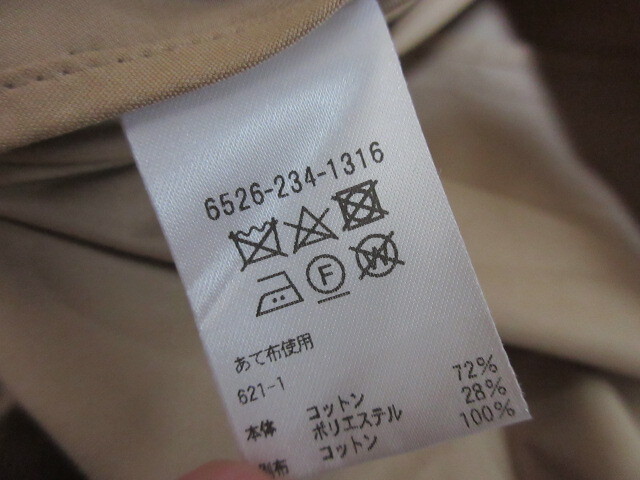 6526-234-1316
F
W
あて布使用
621-1
本体 コットン 72%
ポリエステル 28%
別布 コットン 100%